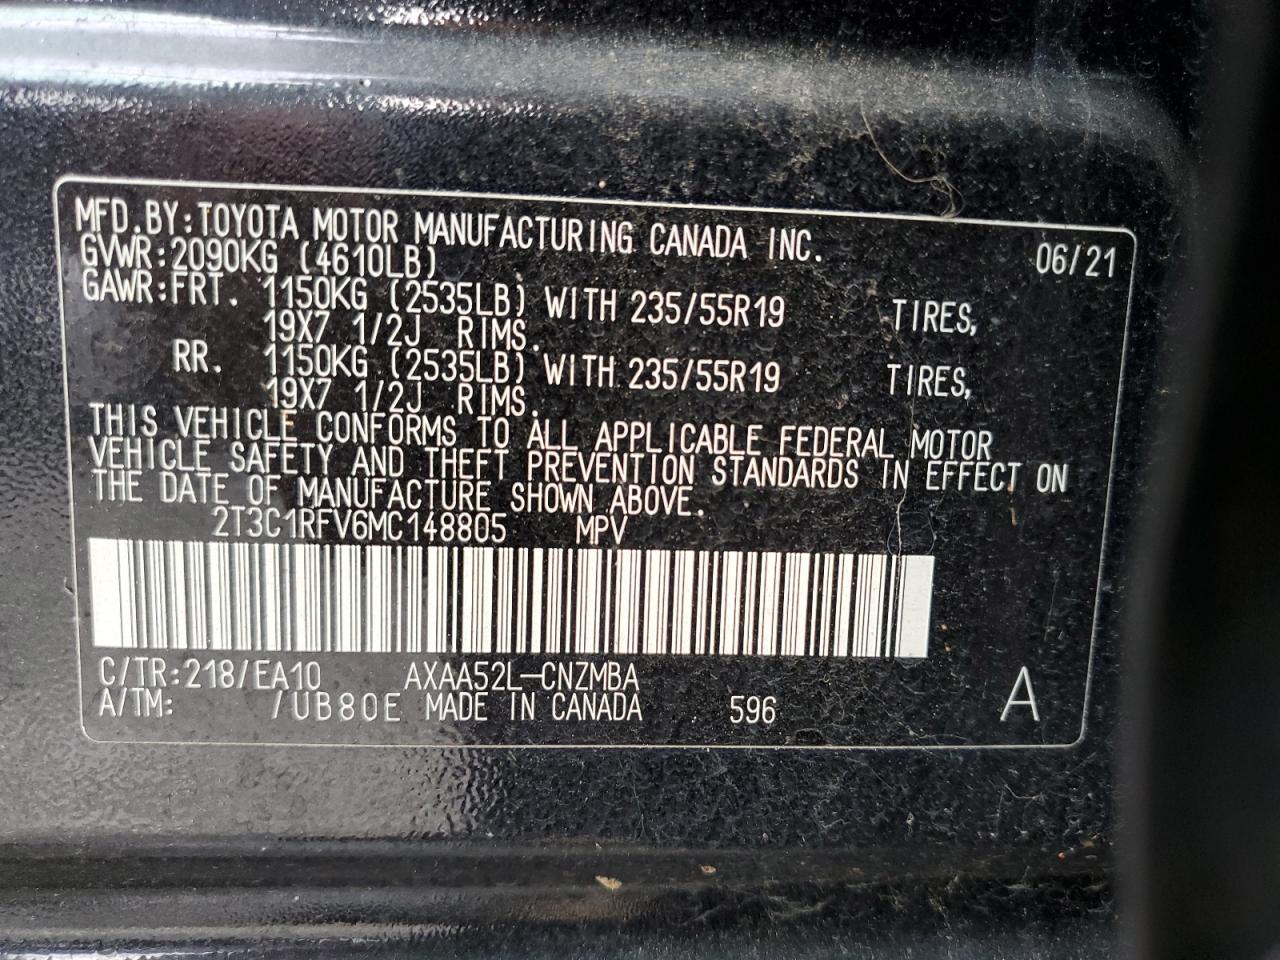 MFD.BY:TOYOTA MOTOR MANUFACTURING CANADA INC. 06/21
GVWR:2090KG (4610LB)
GAWR:FRT. 1150KG (2535LB) WITH 235/55R19 TIRES,
19X7 1/2J RIMS.
RR. 1150KG (2535LB) WITH 235/55R19 TIRES,
19X7 1/2J RIMS.
THIS VEHICLE CONFORMS TO ALL APPLICABLE FEDERAL MOTOR
VEHICLE SAFETY AND THEFT PREVENTION STANDARDS IN EFFECT ON
THE DATE OF MANUFACTURE SHOWN ABOVE.
2T3C1RFV6MC148805 MPV
C/TR:218/EA10 AXAA52L-CNZMBA
A/TM: /UB80E MADE IN CANADA 596 A